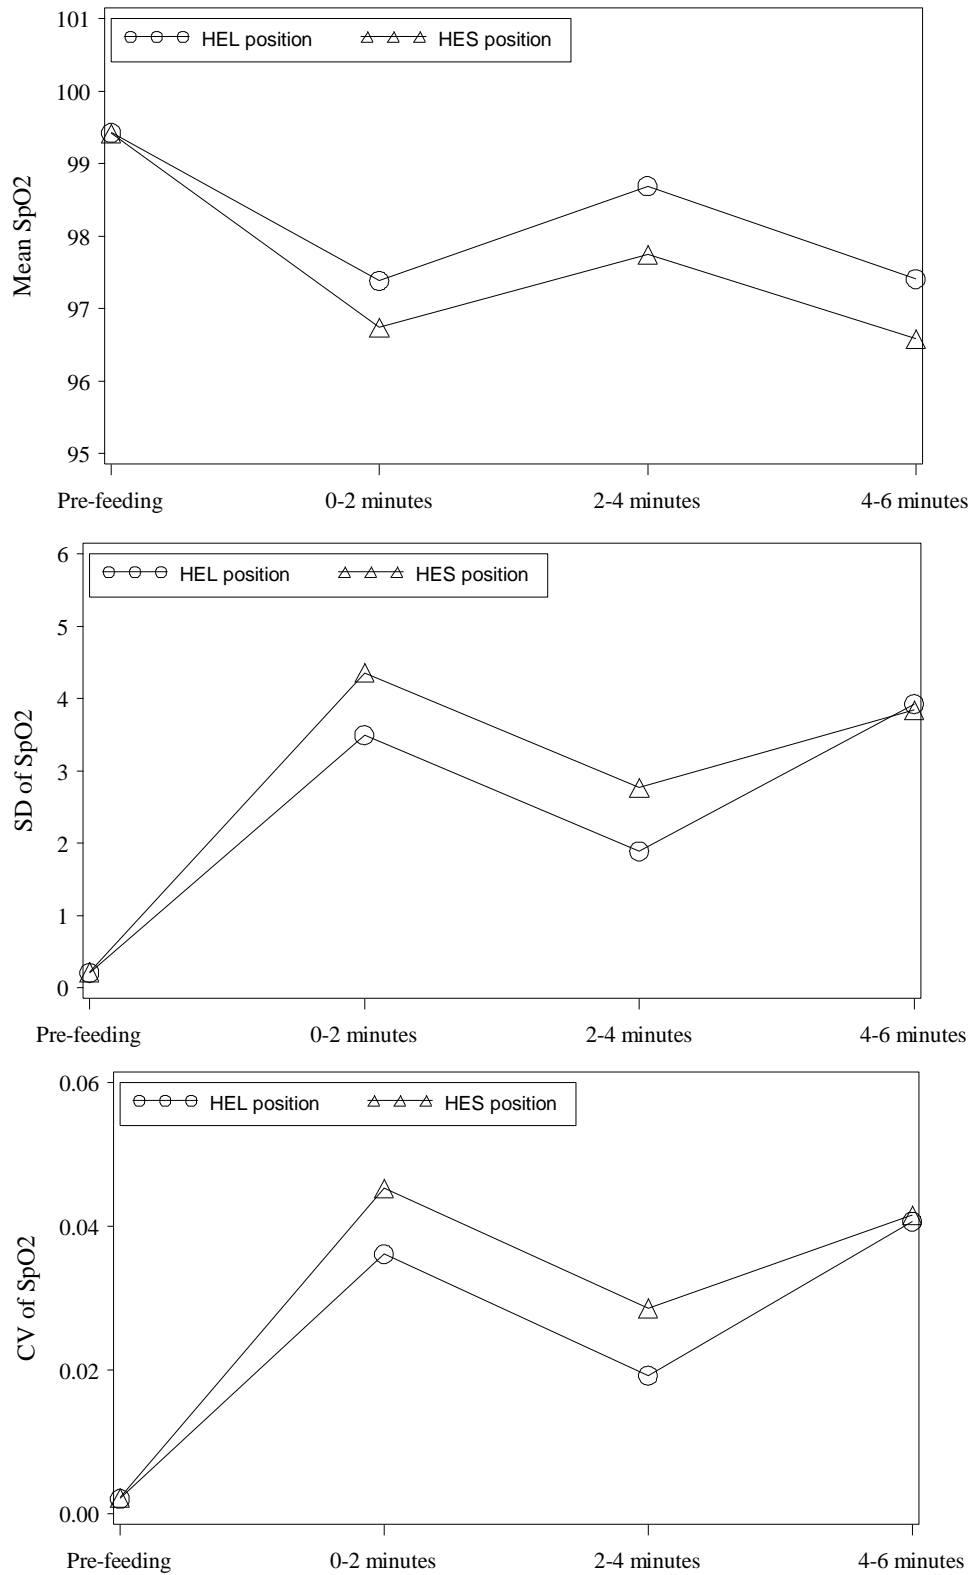 101
HEL position HES position
100
99
98
97
96
95
Mean SpO2
Pre-feeding 0-2 minutes 2-4 minutes 4-6 minutes
6
HEL position HES position
5
4
3
2
1
0
SD of SpO2
Pre-feeding 0-2 minutes 2-4 minutes 4-6 minutes
0.06
HEL position HES position
0.04
0.02
0.00
CV of SpO2
Pre-feeding 0-2 minutes 2-4 minutes 4-6 minutes